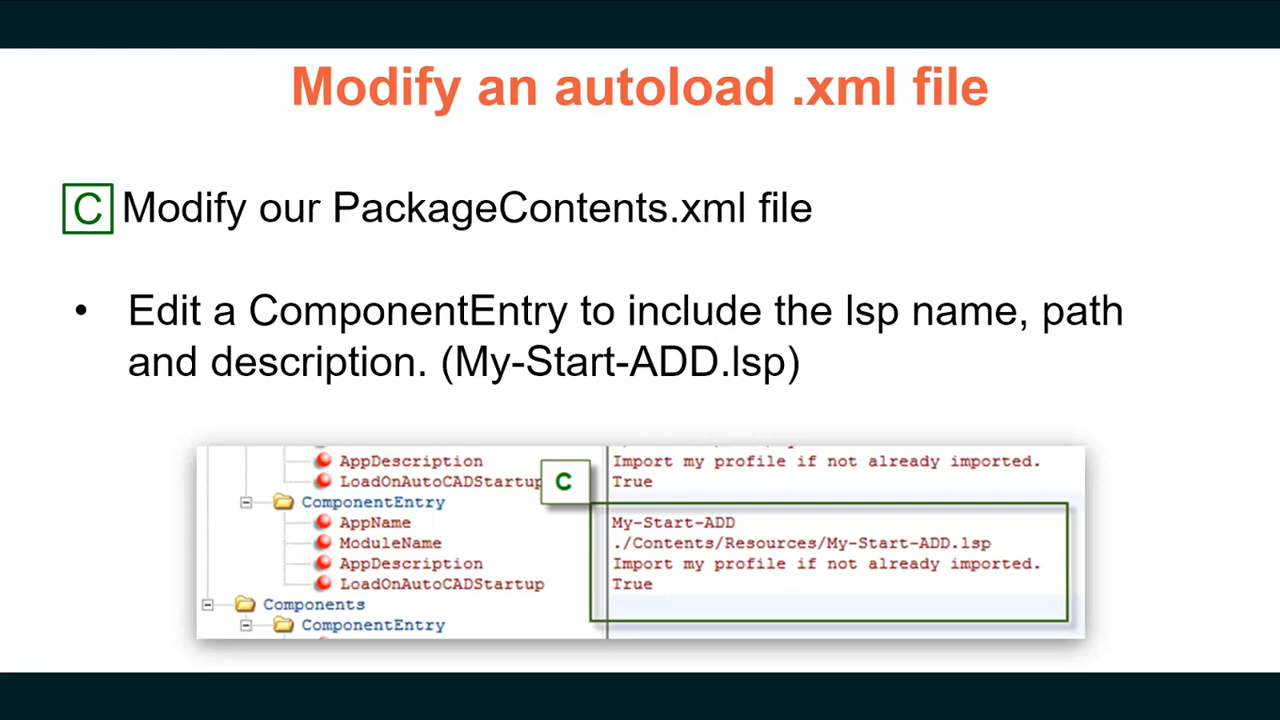 Modify an autoload .xml file
C Modify our PackageContents.xml file
• Edit a ComponentEntry to include the lsp name, path
and description. (My-Start-ADD.lsp)
AppDescription Import my profile if not already imported.
LoadOnAutoCADStartup C True
ComponentEntry
AppName My-Start-ADD
ModuleName ./Contents/Resources/My-Start-ADD.lsp
AppDescription Import my profile if not already imported.
LoadOnAutoCADStartup True
Components
ComponentEntry